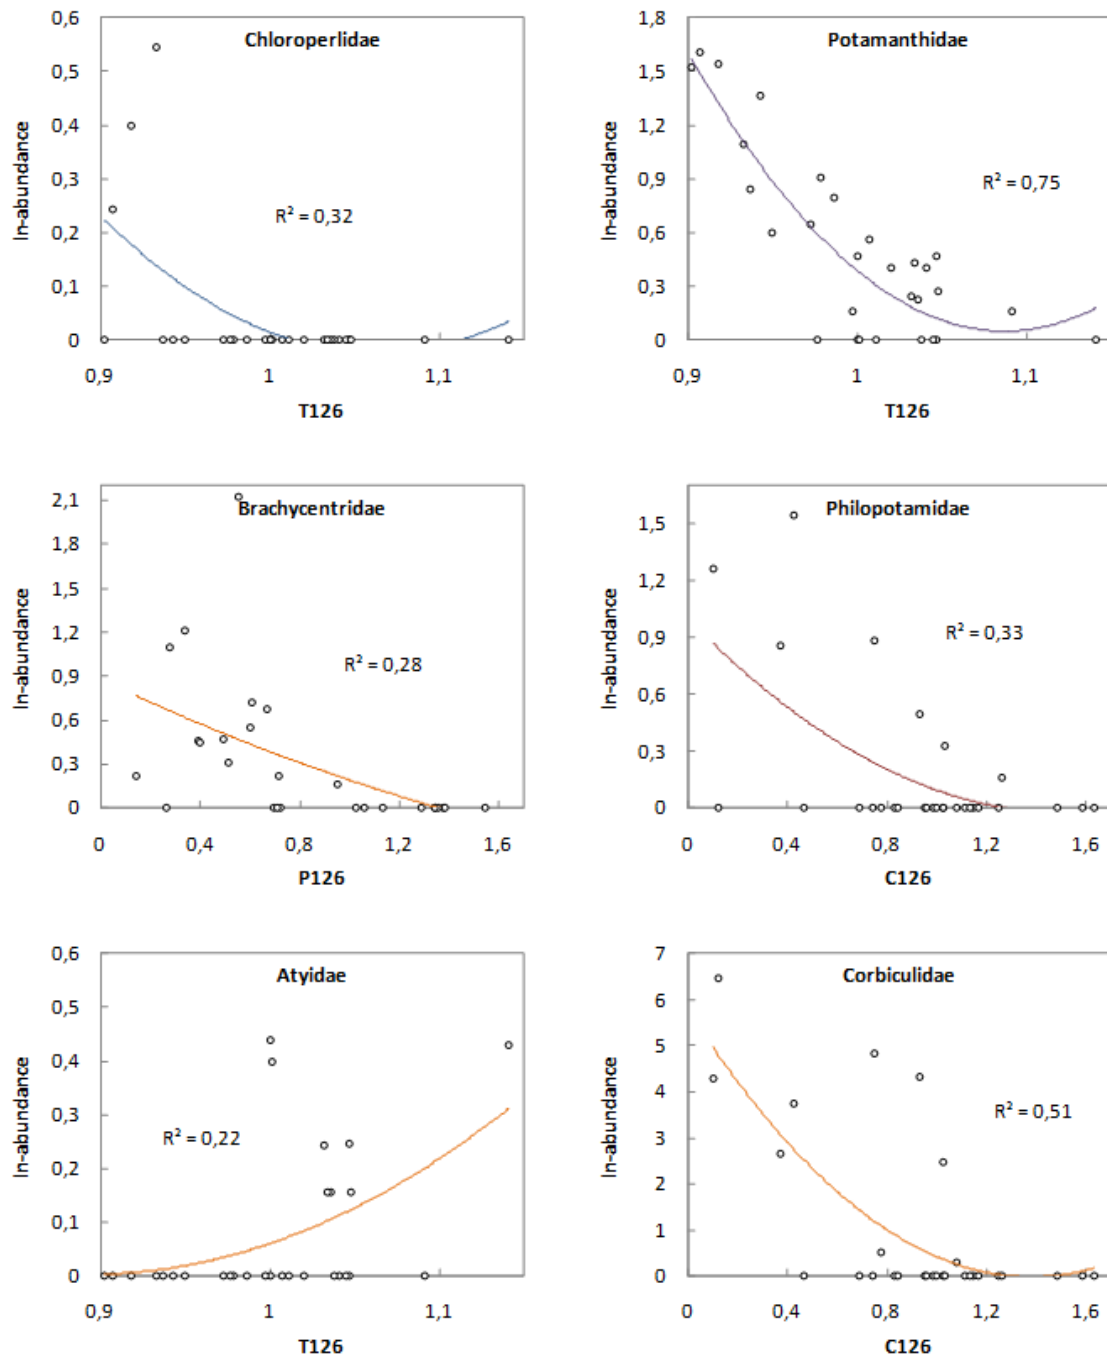 Chloroperlidae
0,6
0,5
0,4
0,3
0,2
0,1
0
ln-abundance
R² = 0,32
0,9 1 1,1
T126
Potamanthidae
1,8
1,5
1,2
0,9
0,6
0,3
0
ln-abundance
R² = 0,75
0,9 1 1,1
T126
Brachycentridae
2,1
1,8
1,5
1,2
0,9
0,6
0,3
0
ln-abundance
R² = 0,28
0 0,4 0,8 1,2 1,6
P126
Philopotamidae
1,5
1,2
0,9
0,6
0,3
0
ln-abundance
R² = 0,33
0 0,4 0,8 1,2 1,6
C126
Atyidae
0,6
0,5
0,4
0,3
0,2
0,1
0
ln-abundance
R² = 0,22
0,9 1 1,1
T126
Corbiculidae
7
6
5
4
3
2
1
0
ln-abundance
R² = 0,51
0 0,4 0,8 1,2 1,6
C126